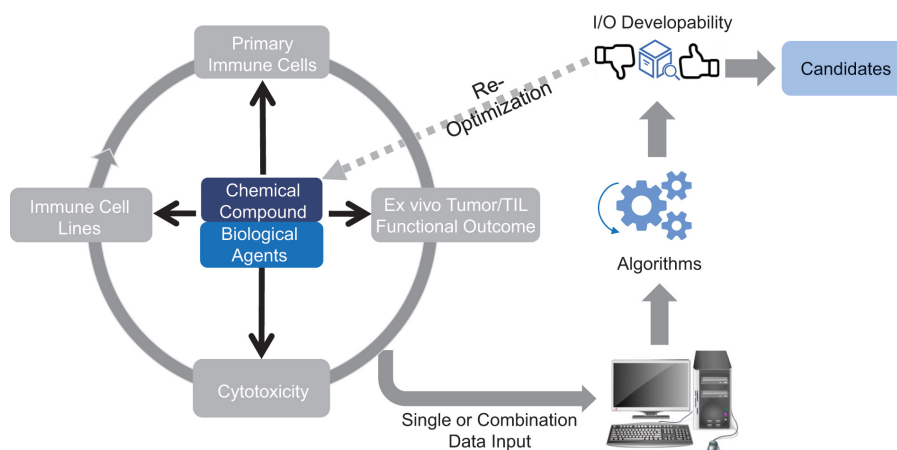 Primary
Immune Cells
I/O Developability
Candidates
Re-
Optimization
Chemical
Compound
Biological
Agents
Immune Cell
Lines
Ex vivo Tumor/TIL
Functional Outcome
Algorithms
Cytotoxicity
Single or Combination
Data Input